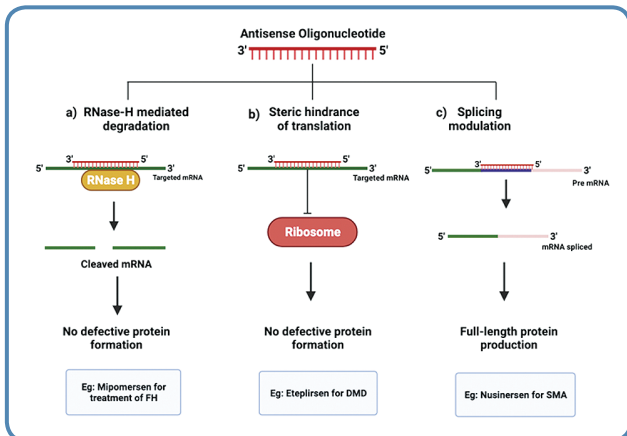 Antisense Oligonucleotide
3' 5'
a) RNase-H mediated
degradation
3' 5'
5' 3'
RNase H
Targeted mRNA
Cleaved mRNA
No defective protein
formation
Eg: Mipomersen for
treatment of FH
b) Steric hindrance
of translation
3' 5'
5' 3'
Targeted mRNA
Ribosome
No defective protein
formation
Eg: Eteplirsen for DMD
c) Splicing
modulation
3' 5'
5' 3'
Pre mRNA
5' 3'
mRNA spliced
Full-length protein
production
Eg: Nusinersen for SMA